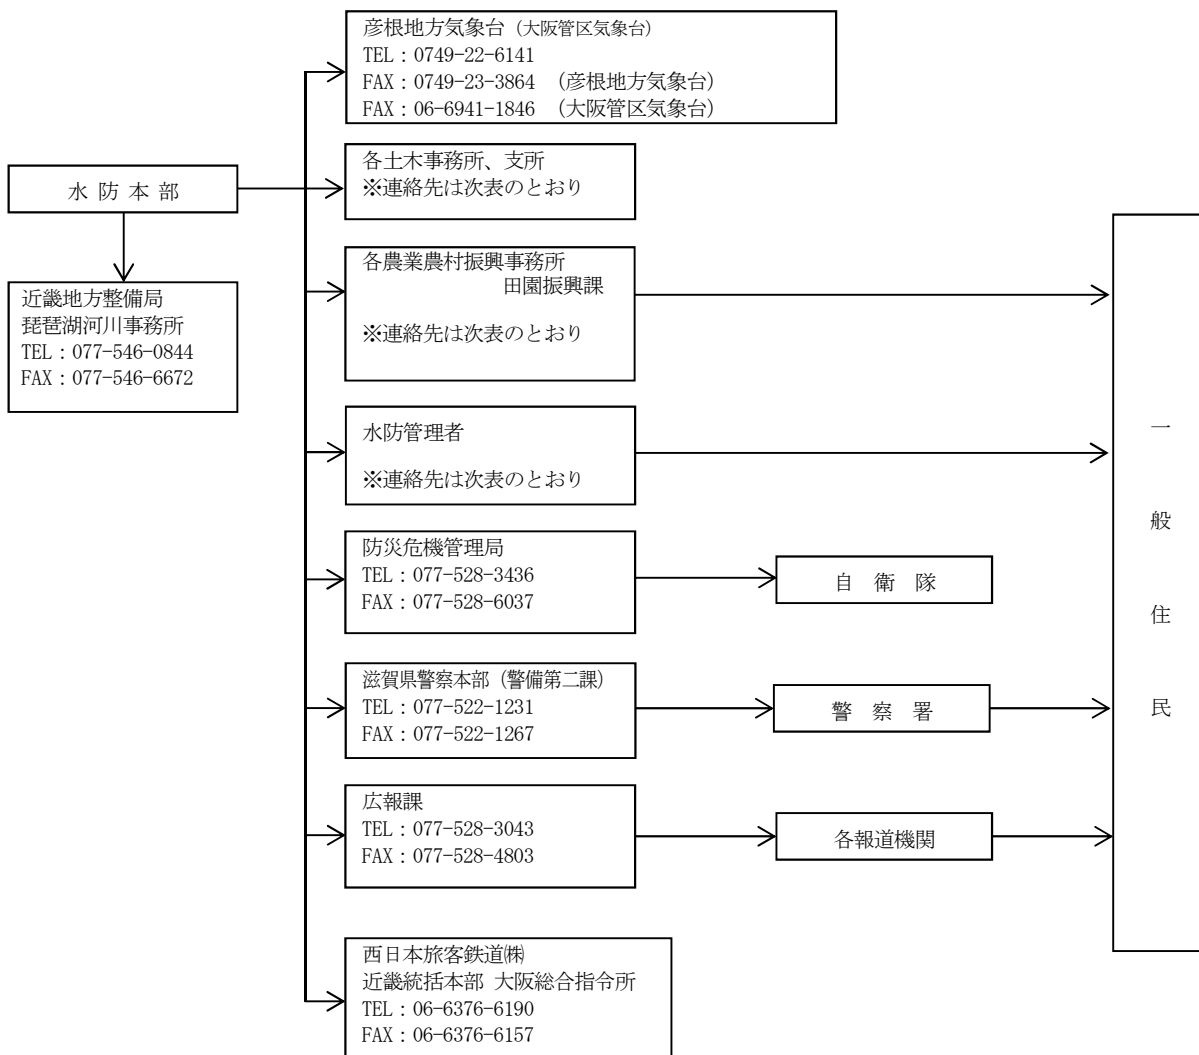 彦根地方気象台（大阪管区気象台）
TEL：0749-22-6141
FAX：0749-23-3864　（彦根地方気象台）
FAX：06-6941-1846　（大阪管区気象台）
各土木事務所、支所
※連絡先は次表のとおり
水 防 本 部
各農業農村振興事務所
田園振興課
※連絡先は次表のとおり
近畿地方整備局
琵琶湖河川事務所
TEL：077-546-0844
FAX：077-546-6672
水防管理者
※連絡先は次表のとおり
防災危機管理局
TEL：077-528-3436
FAX：077-528-6037
自　衛　隊
滋賀県警察本部（警備第二課）
TEL：077-522-1231
FAX：077-522-1267
警　察　署
広報課
TEL：077-528-3043
FAX：077-528-4803
各報道機関
西日本旅客鉄道㈱
近畿統括本部 大阪総合指令所
TEL：06-6376-6190
FAX：06-6376-6157
一般住民